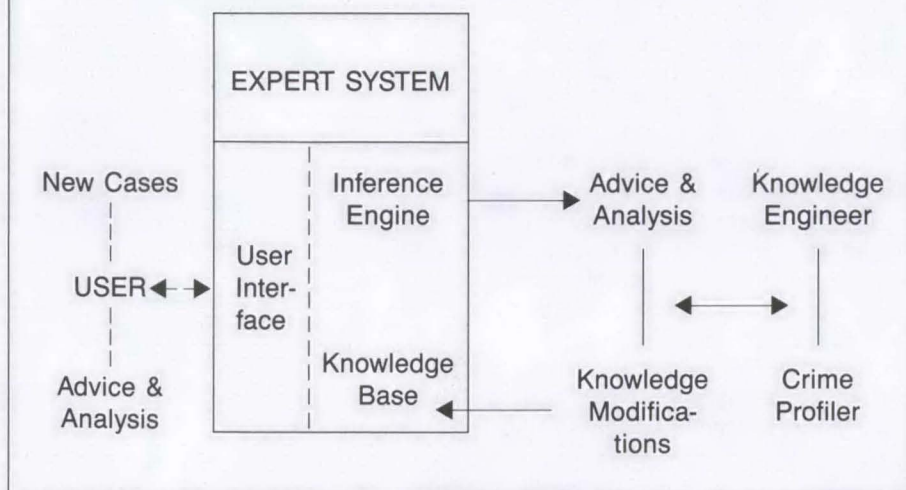 EXPERT SYSTEM
New Cases
USER
Advice &
Analysis
User
Inter-
face
Inference
Engine
Knowledge
Base
Advice &
Analysis
Knowledge
Modifica-
tions
Knowledge
Engineer
Crime
Profiler